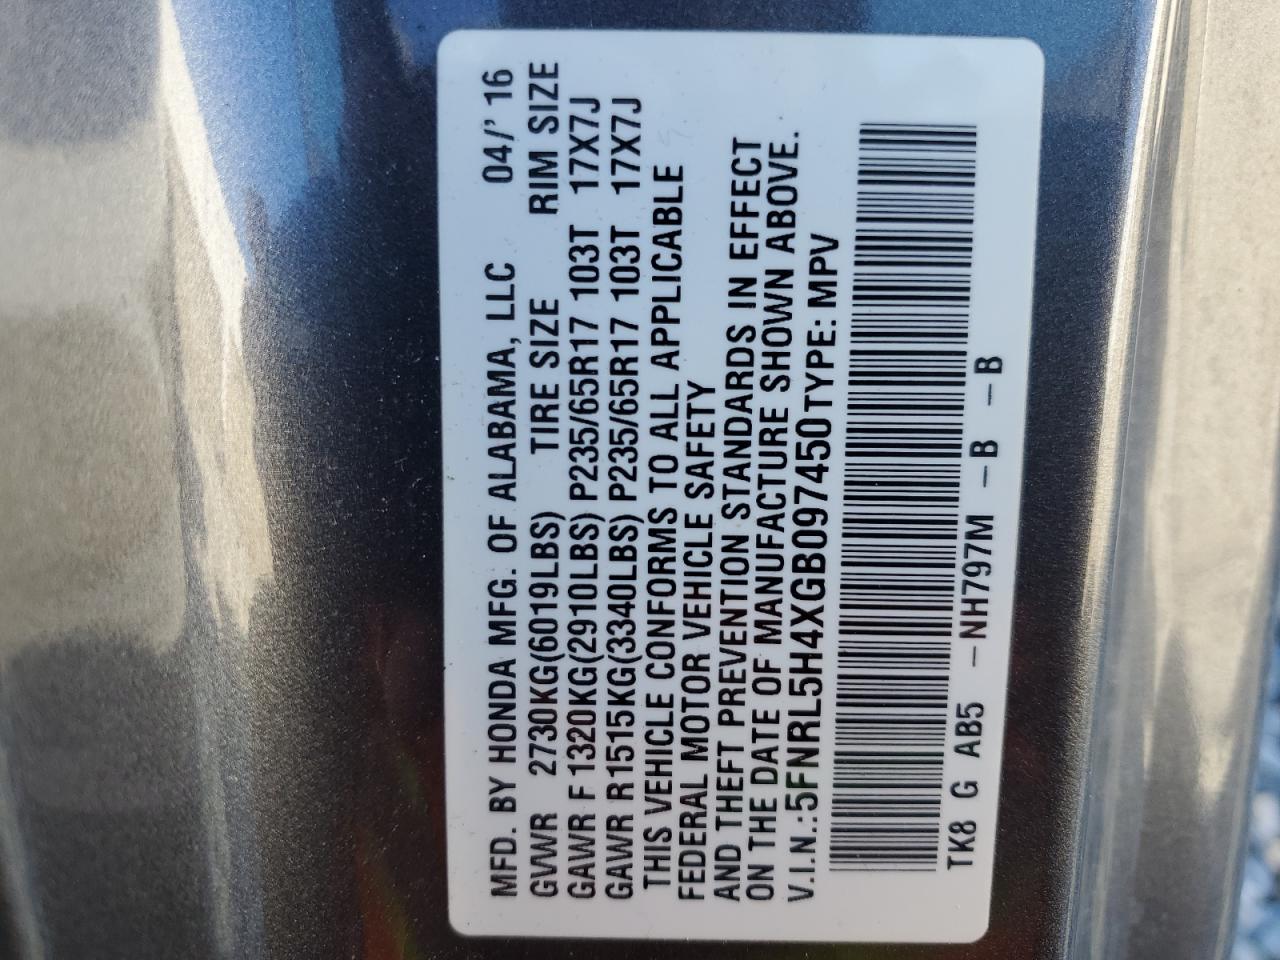 MFD. BY HONDA MFG. OF ALABAMA, LLC 04/' 16
GVWR 2730KG(6019LBS) TIRE SIZE RIM SIZE
GAWR F 1320KG(2910LBS) P235/65R17 103T 17X7J
GAWR R1515KG(3340LBS) P235/65R17 103T 17X7J
THIS VEHICLE CONFORMS TO ALL APPLICABLE
FEDERAL MOTOR VEHICLE SAFETY
AND THEFT PREVENTION STANDARDS IN EFFECT
ON THE DATE OF MANUFACTURE SHOWN ABOVE.
V.I.N.:5FNRL5H4XGB097450TYPE: MPV
TK8 G AB5 –NH797M –B –B